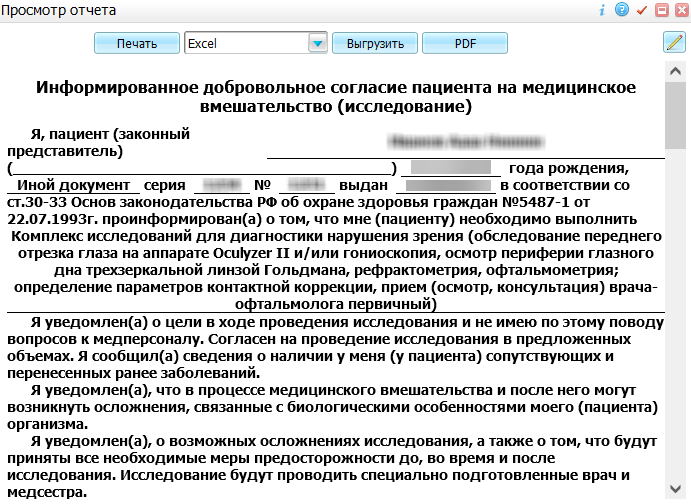 Просмотр отчета
Печать Excel Выгрузить PDF
Информированное добровольное согласие пациента на медицинское
вмешательство (исследование)
Я, пациент (законный
представитель)
(________________________________________________) года рождения,
Иной документ серия № выдан в соответствии со
ст.30-33 Основ законодательства РФ об охране здоровья граждан №5487-1 от
22.07.1993г. проинформирован(а) о том, что мне (пациенту) необходимо выполнить
Комплекс исследований для диагностики нарушения зрения (обследование переднего
отрезка глаза на аппарате Oculyzer II и/или гониоскопия, осмотр периферии глазного
дна трехзеркальной линзой Гольдмана, рефрактометрия, офтальмометрия;
определение параметров контактной коррекции, прием (осмотр, консультация) врача-
офтальмолога первичный)
Я уведомлен(а) о цели в ходе проведения исследования и не имею по этому поводу
вопросов к медперсоналу. Согласен на проведение исследования в предложенных
объемах. Я сообщил(а) сведения о наличии у меня (у пациента) сопутствующих и
перенесенных ранее заболеваний.
Я уведомлен(а), что в процессе медицинского вмешательства и после него могут
возникнуть осложнения, связанные с биологическими особенностями моего (пациента)
организма.
Я уведомлен(а), о возможных осложнениях исследования, а также о том, что будут
приняты все необходимые меры предосторожности до, во время и после
исследования. Исследование будут проводить специально подготовленные врач и
медсестра.